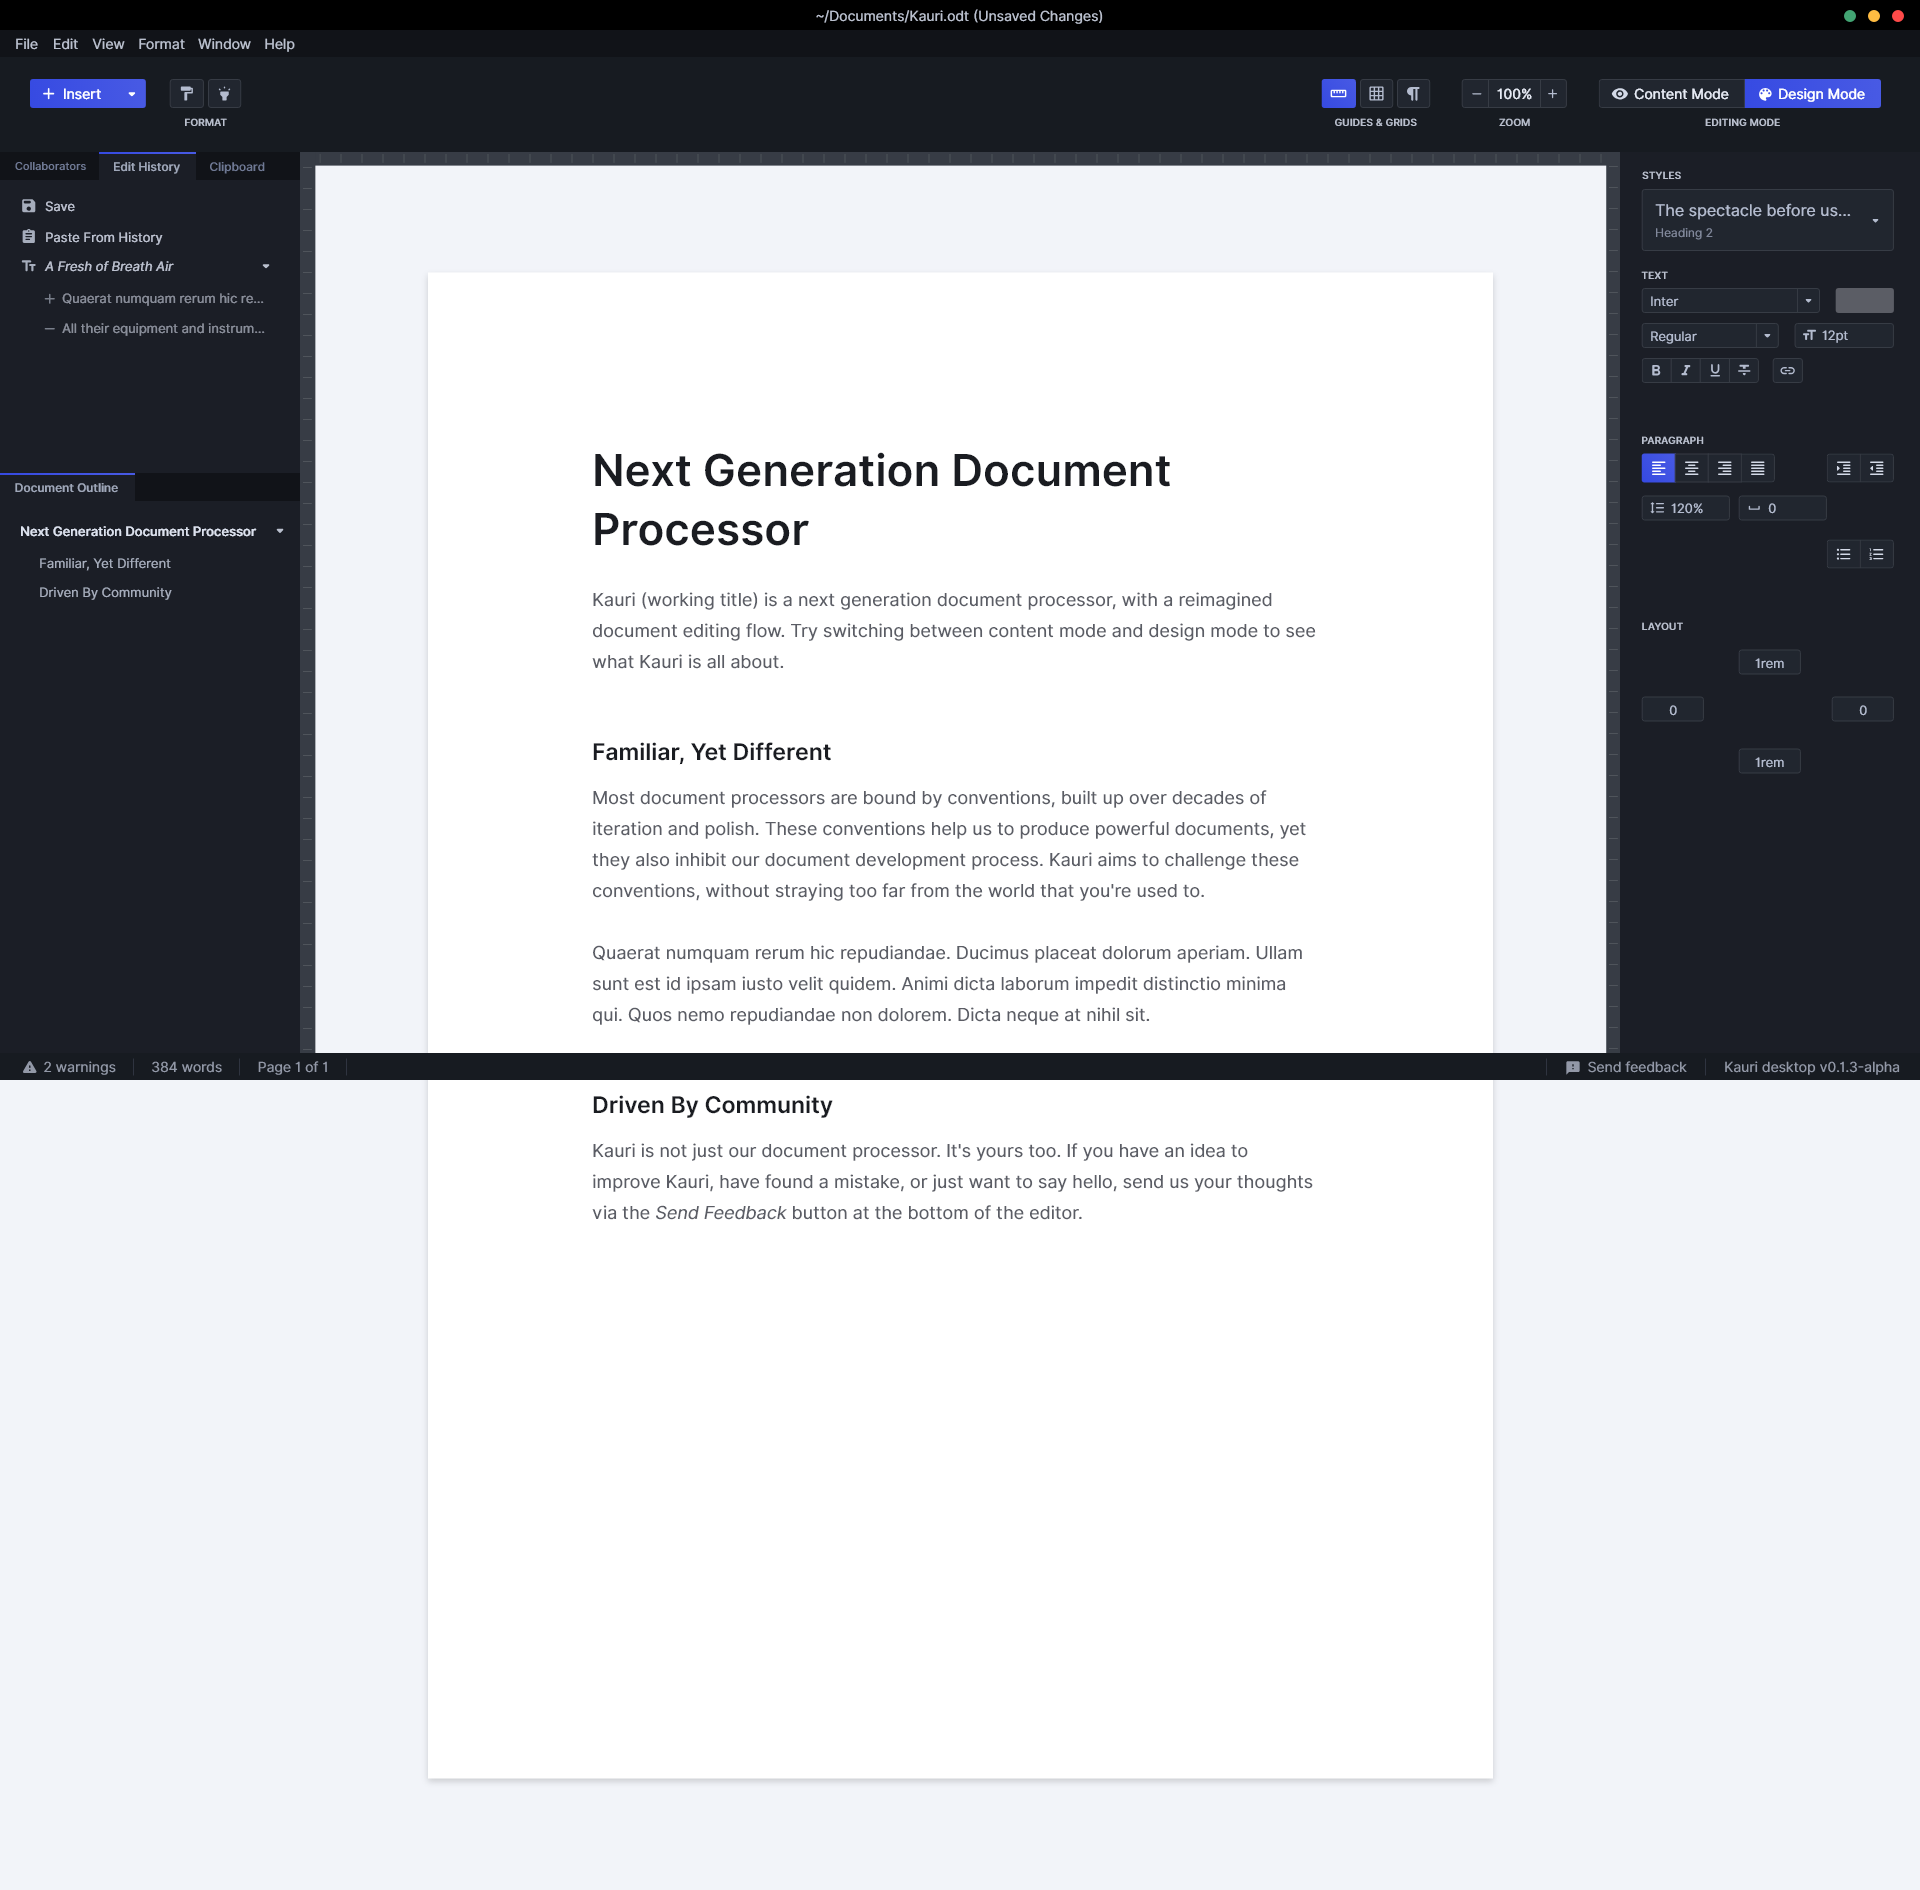 ~/Documents/Kauri.odt (Unsaved Changes)
File Edit View Format Window Help
Insert
FORMAT
GUIDES & GRIDS
100%
ZOOM
Content Mode Design Mode
EDITING MODE
Collaborators Edit History Clipboard
Save
Paste From History
A Fresh of Breath Air
Quaerat numquam rerum hic re...
All their equipment and instrum...
Document Outline
Next Generation Document Processor
Familiar, Yet Different
Driven By Community
Next Generation Document
Processor
Kauri (working title) is a next generation document processor, with a reimagined
document editing flow. Try switching between content mode and design mode to see
what Kauri is all about.
Familiar, Yet Different
Most document processors are bound by conventions, built up over decades of
iteration and polish. These conventions help us to produce powerful documents, yet
they also inhibit our document development process. Kauri aims to challenge these
conventions, without straying too far from the world that you're used to.
Quaerat numquam rerum hic repudiandae. Ducimus placeat dolorum aperiam. Ullam
sunt est id ipsam iusto velit quidem. Animi dicta laborum impedit distinctio minima
qui. Quos nemo repudiandae non dolorem. Dicta neque at nihil sit.
STYLES
The spectacle before us...
Heading 2
TEXT
Inter
Regular
12pt
B I U
PARAGRAPH
120%
0
LAYOUT
1rem
0
0
1rem
2 warnings 384 words Page 1 of 1
Send feedback Kauri desktop v0.1.3-alpha
Driven By Community
Kauri is not just our document processor. It's yours too. If you have an idea to
improve Kauri, have found a mistake, or just want to say hello, send us your thoughts
via the Send Feedback button at the bottom of the editor.